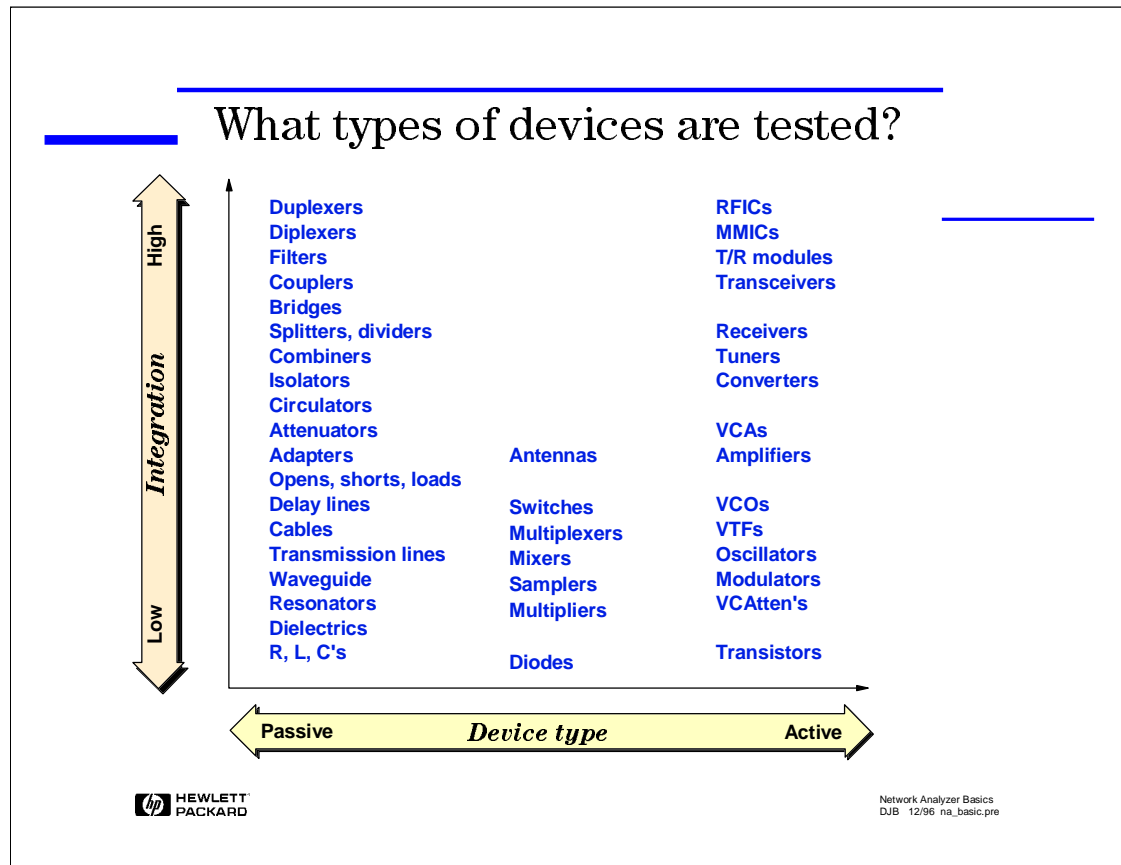 What types of devices are tested?
High
Integration
Low
Duplexers
Diplexers
Filters
Couplers
Bridges
Splitters, dividers
Combiners
Isolators
Circulators
Attenuators
Adapters
Opens, shorts, loads
Delay lines
Cables
Transmission lines
Waveguide
Resonators
Dielectrics
R, L, C's
Antennas
Switches
Multiplexers
Mixers
Samplers
Multipliers
Diodes
RFICs
MMICs
T/R modules
Transceivers
Receivers
Tuners
Converters
VCAs
Amplifiers
VCOs
VTFs
Oscillators
Modulators
VCAtten's
Transistors
Passive Device type Active
hp HEWLETT
PACKARD
Network Analyzer Basics
DJB 12/96 na_basic.pre